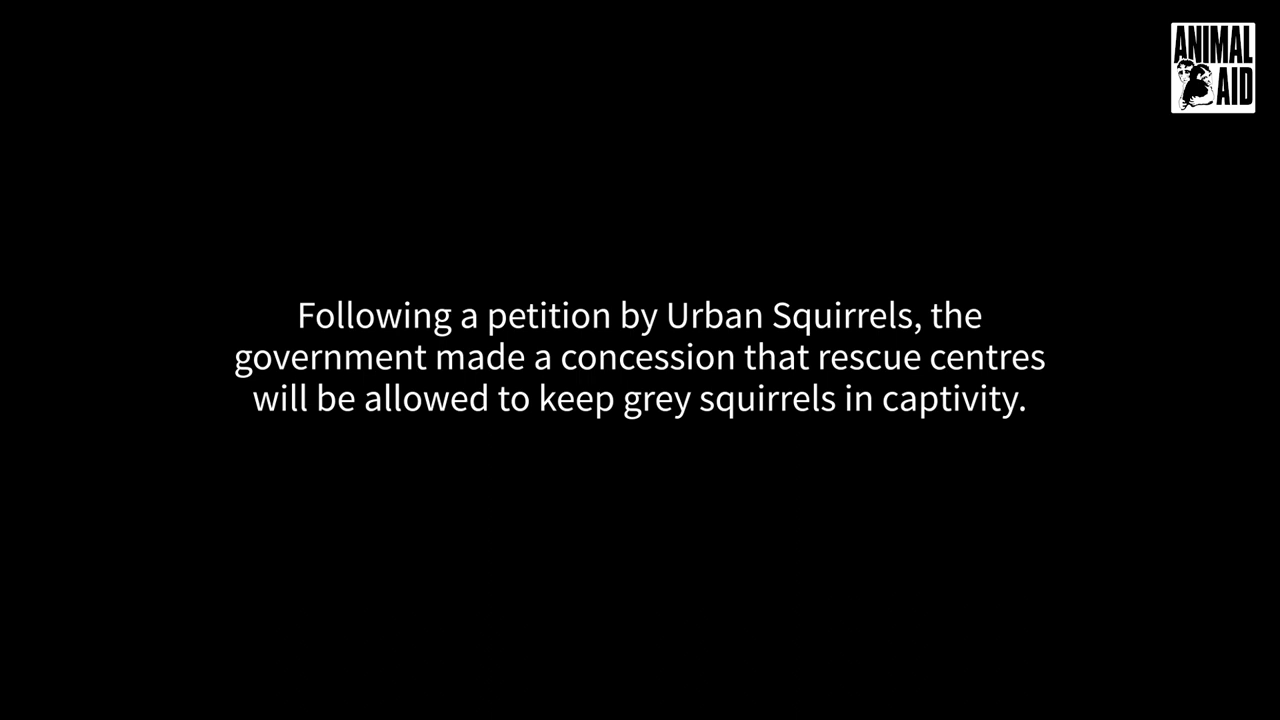 ANIMAL
AID
Following a petition by Urban Squirrels, the
government made a concession that rescue centres
will be allowed to keep grey squirrels in captivity.